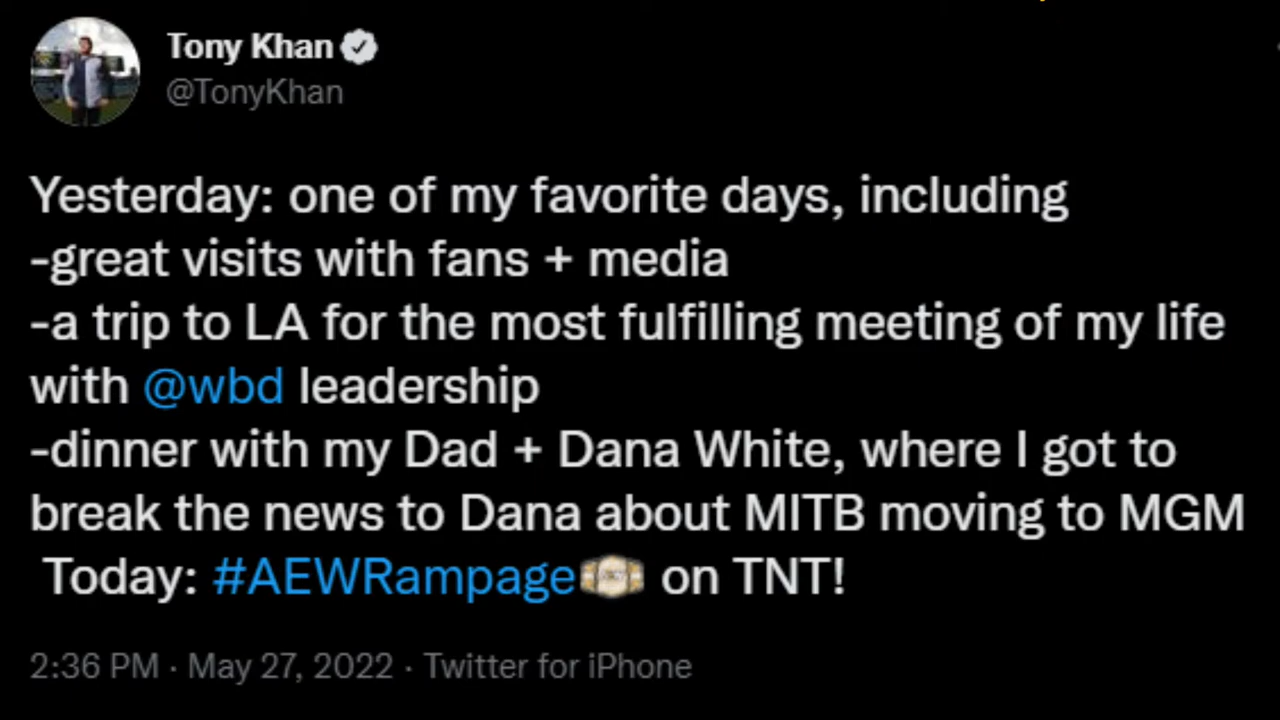 Tony Khan
@TonyKhan
Yesterday: one of my favorite days, including
-great visits with fans + media
-a trip to LA for the most fulfilling meeting of my life
with @wbd leadership
-dinner with my Dad + Dana White, where I got to
break the news to Dana about MITB moving to MGM
Today: #AEWRampage on TNT!
2:36 PM · May 27, 2022 · Twitter for iPhone